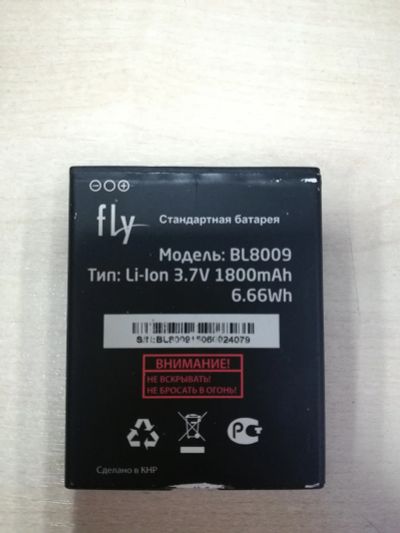 fly Стандартная батарея
Модель: BL8009
Тип: Li-Ion 3.7V 1800mAh
6.66Wh
S/N:BL800915060024079
ВНИМАНИЕ!
НЕ ВСКРЫВАТЬ!
НЕ БРОСАТЬ В ОГОНЬ!
Сделано в КНР